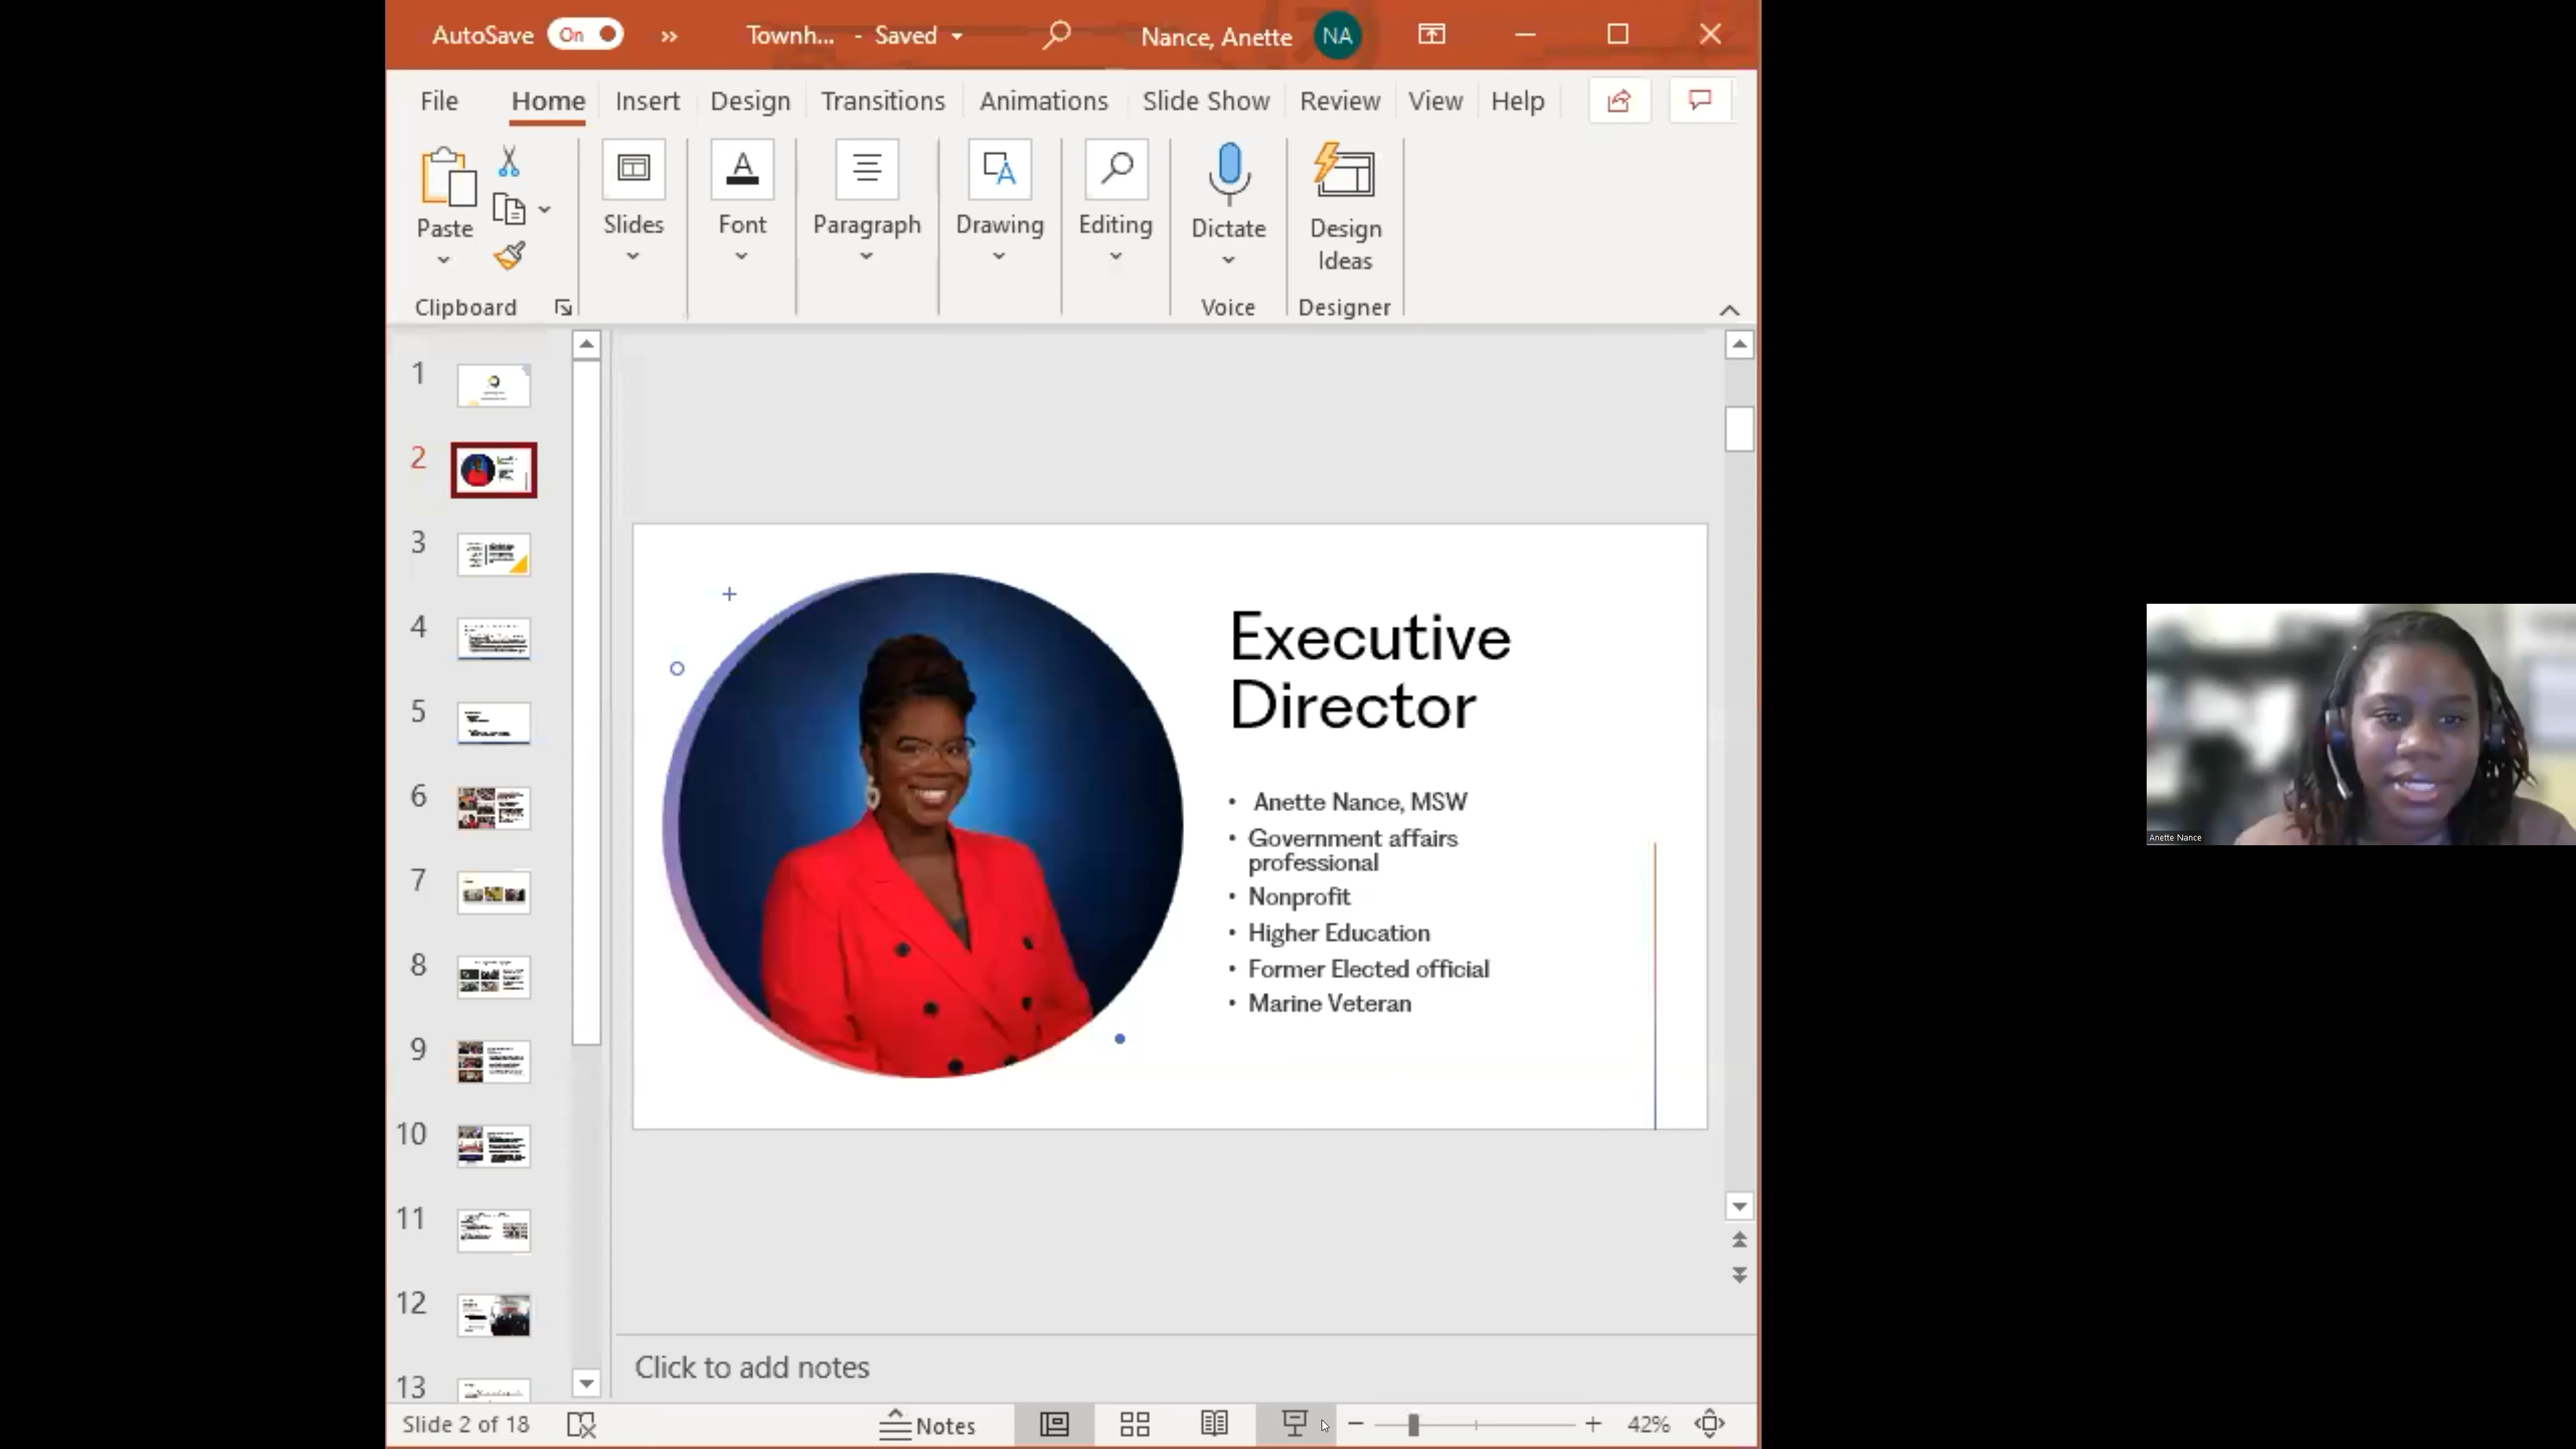 AutoSave On » Townh... - Saved Nance, Anette NA
File Home Insert Design Transitions Animations Slide Show Review View Help
Paste Slides Font Paragraph Drawing Editing Dictate Design
Ideas
Clipboard Voice Designer
1
2
3
4
5
6
7
8
9
10
11
12
13
Executive
Director
• Anette Nance, MSW
• Government affairs
professional
• Nonprofit
• Higher Education
• Former Elected official
• Marine Veteran
Anette Nance
Click to add notes
Slide 2 of 18 Notes 42%